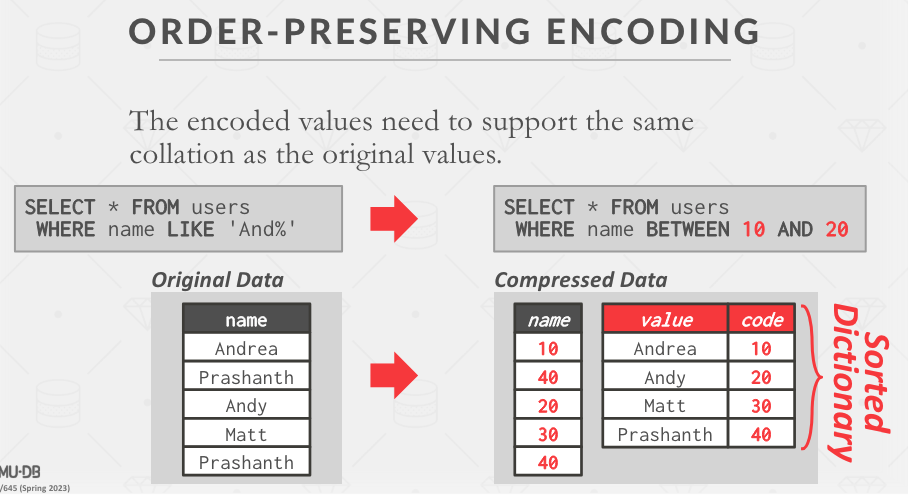 ORDER-PRESERVING ENCODING
The encoded values need to support the same
collation as the original values.
SELECT * FROM users
WHERE name LIKE 'And%'
SELECT * FROM users
WHERE name BETWEEN 10 AND 20
Original Data
name
Andrea
Prashanth
Andy
Matt
Prashanth
Compressed Data
name
10
40
20
30
40
value code
Andrea 10
Andy 20
Matt 30
Prashanth 40
Sorted
Dictionary
MU·DB
/645 (Spring 2023)